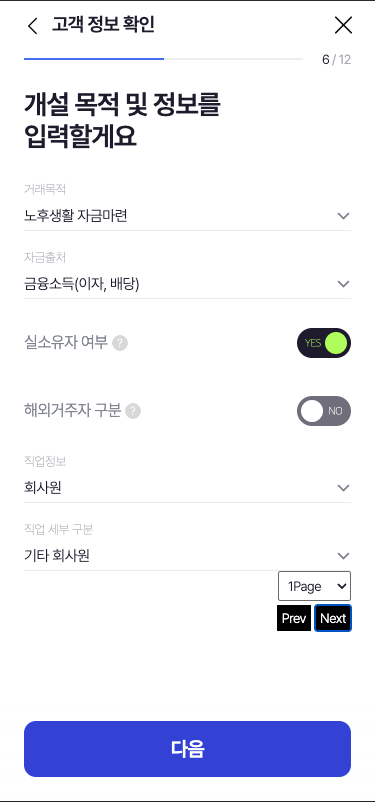 고객 정보 확인
6 / 12
개설 목적 및 정보를
입력할게요
거래목적
노후생활 자금마련
자금출처
금융소득(이자, 배당)
실소유자 여부 ?
YES
해외거주자 구분 ?
NO
직업정보
회사원
직업 세부 구분
기타 회사원
1Page
Prev Next
다음